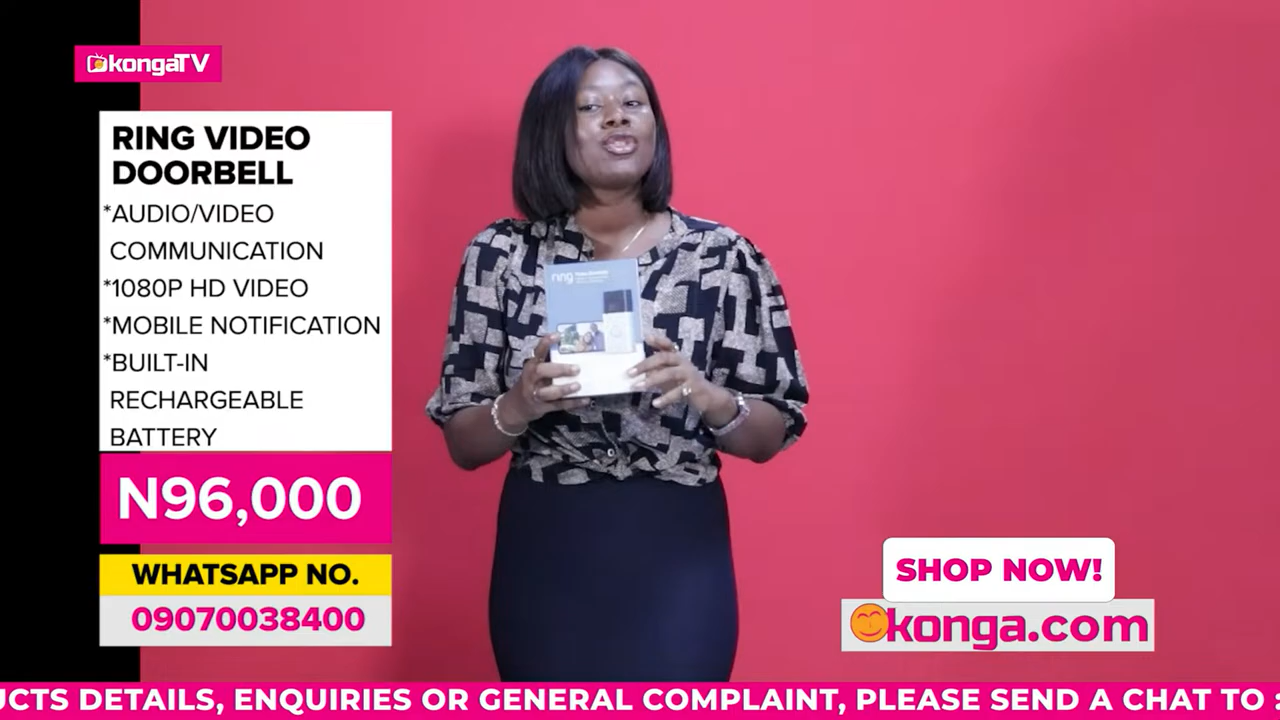 kongaTV
RING VIDEO
DOORBELL
*AUDIO/VIDEO
COMMUNICATION
*1080P HD VIDEO
*MOBILE NOTIFICATION
*BUILT-IN
RECHARGEABLE
BATTERY
N96,000
WHATSAPP NO.
09070038400
ring
SHOP NOW!
konga.com
UCTS DETAILS, ENQUIRIES OR GENERAL COMPLAINT, PLEASE SEND A CHAT TO :